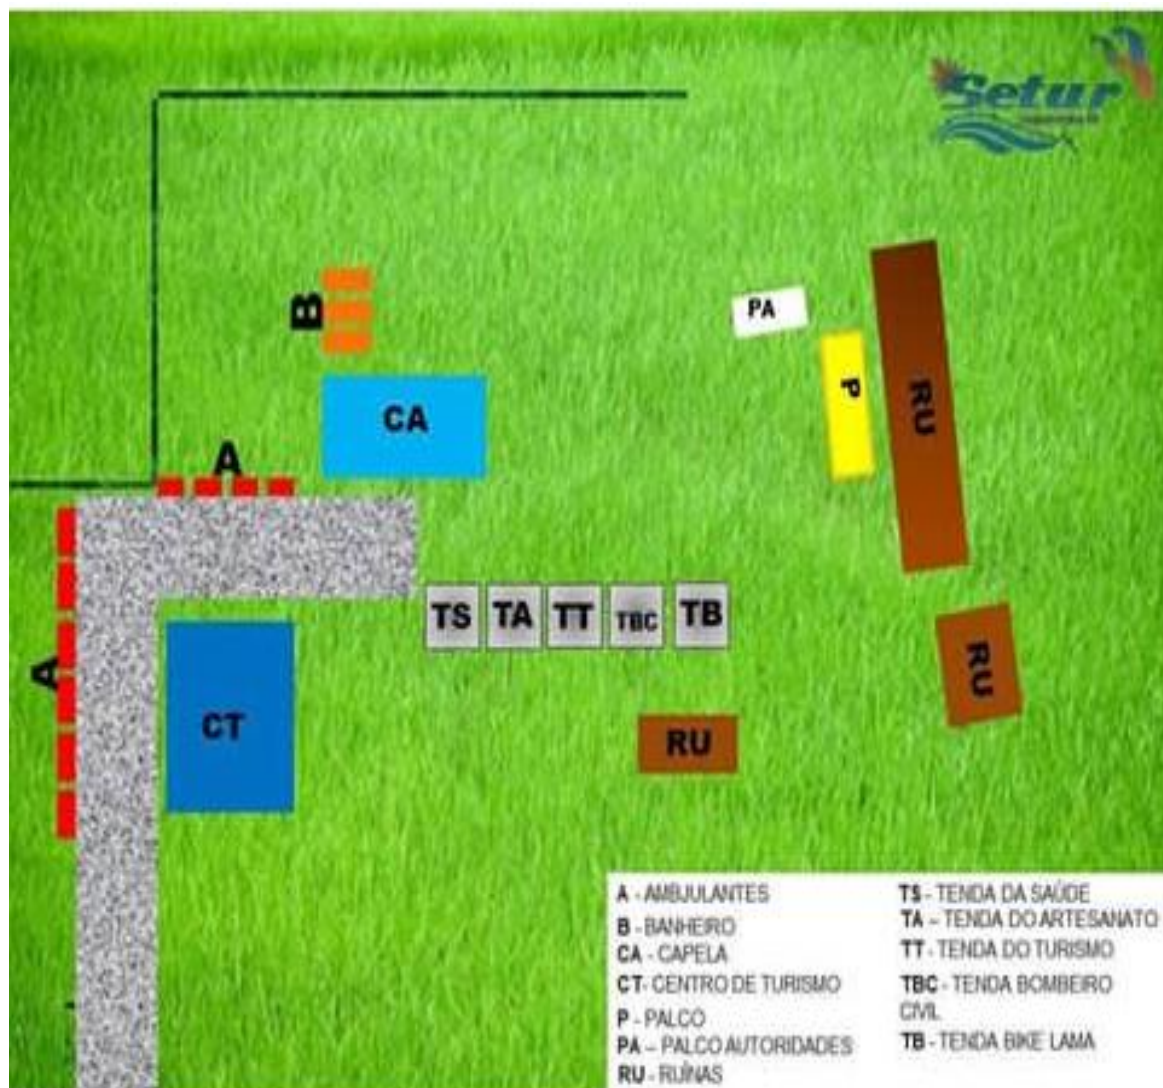 Setur
B
PA
P
RU
CA
A
TS TA TT TBC TB
A
RU
CT
RU
A - AMBJULANTES
B - BANHEIRO
CA - CAPELA
CT- CENTRO DE TURISMO
P - PALCO
PA – PALCO AUTORIDADES
RU - RUÍNAS
TS - TENDA DA SAÚDE
TA – TENDA DO ARTESANATO
TT - TENDA DO TURISMO
TBC - TENDA BOMBEIRO
CIVIL
TB - TENDA BIKE LAMA